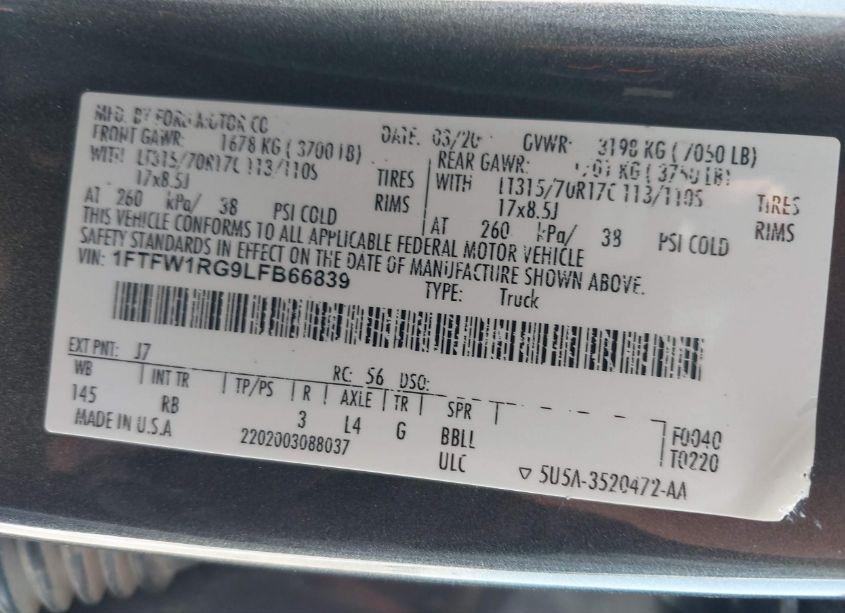 MFD. BY FORD MOTOR CO
DATE: 03/20 GVWR: 3198 KG ( 7050 LB)
FRONT GAWR: 1678 KG ( 3700 LB) REAR GAWR: KG ( 3750 LB)
WITH LT315/70R17C 113/110S TIRES WITH LT315/70R17C 113/110S TIRES
17x8.5J RIMS 17x8.5J RIMS
AT 260 kPa/ 38 PSI COLD AT 260 kPa/ 38 PSI COLD
THIS VEHICLE CONFORMS TO ALL APPLICABLE FEDERAL MOTOR VEHICLE
SAFETY STANDARDS IN EFFECT ON THE DATE OF MANUFACTURE SHOWN ABOVE.
VIN: 1FTFW1RG9LFB66839
TYPE: Truck
EXT PNT: J7 RC: 56 DSO:
WB INT TR TP/PS R AXLE TR SPR
145 RB 3 L4 G BBLL F0040
MADE IN U.S.A 2202003088037 ULC T0220
▽ 5U5A-3520472-AA